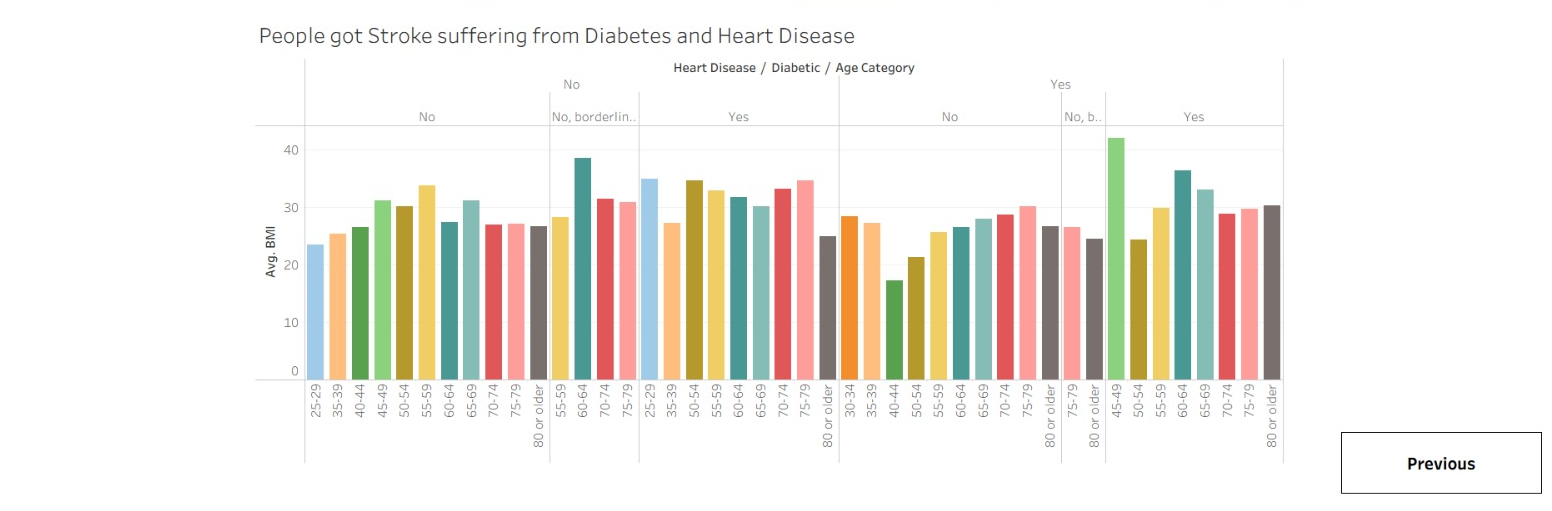 People got Stroke suffering from Diabetes and Heart Disease
Heart Disease / Diabetic / Age Category
No Yes
No No, borderlin.. Yes No No, b.. Yes
Avg. BMI
40
30
20
10
0
25-29 35-39 40-44 45-49 50-54 55-59 60-64 65-69 70-74 75-79 80 or older 55-59 60-64 70-74 75-79 25-29 35-39 50-54 55-59 60-64 65-69 70-74 75-79 80 or older 30-34 35-39 40-44 50-54 55-59 60-64 65-69 70-74 75-79 80 or older 75-79 80 or older 45-49 50-54 55-59 60-64 65-69 70-74 75-79 80 or older
Previous